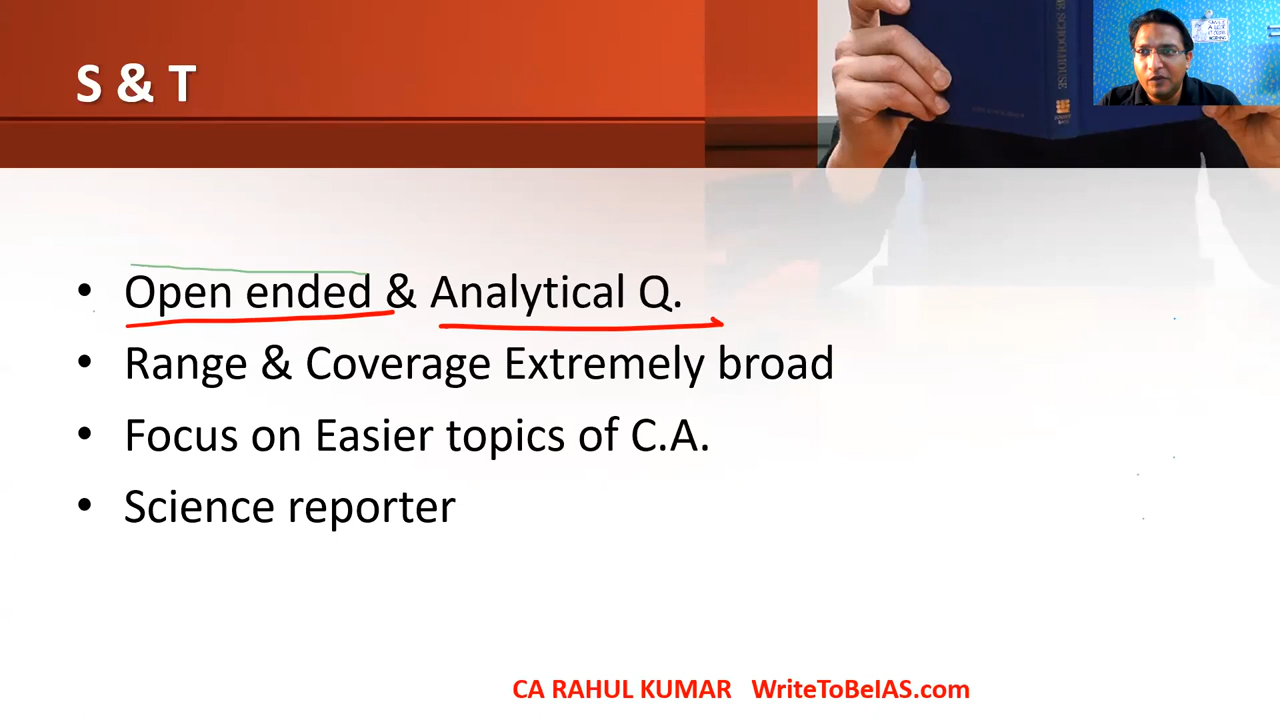 S & T
• Open ended & Analytical Q.
• Range & Coverage Extremely broad
• Focus on Easier topics of C.A.
• Science reporter
CA RAHUL KUMAR WriteToBeIAS.com